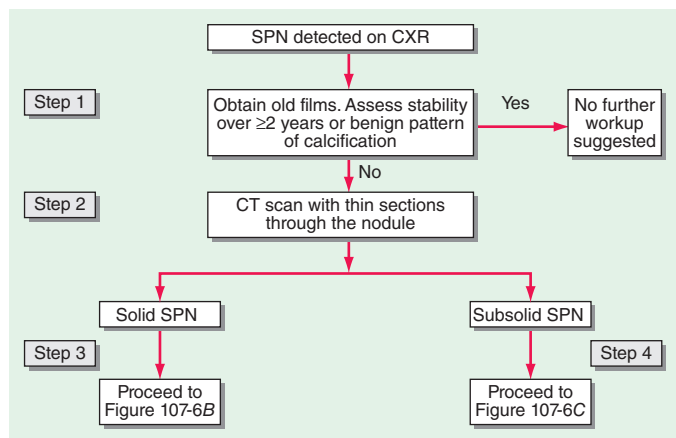 SPN detected on CXR
Step 1
Obtain old films. Assess stability
over ≥2 years or benign pattern
of calcification
Yes
No further
workup
suggested
No
Step 2
CT scan with thin sections
through the nodule
Solid SPN
Subsolid SPN
Step 3
Step 4
Proceed to
Figure 107-6B
Proceed to
Figure 107-6C